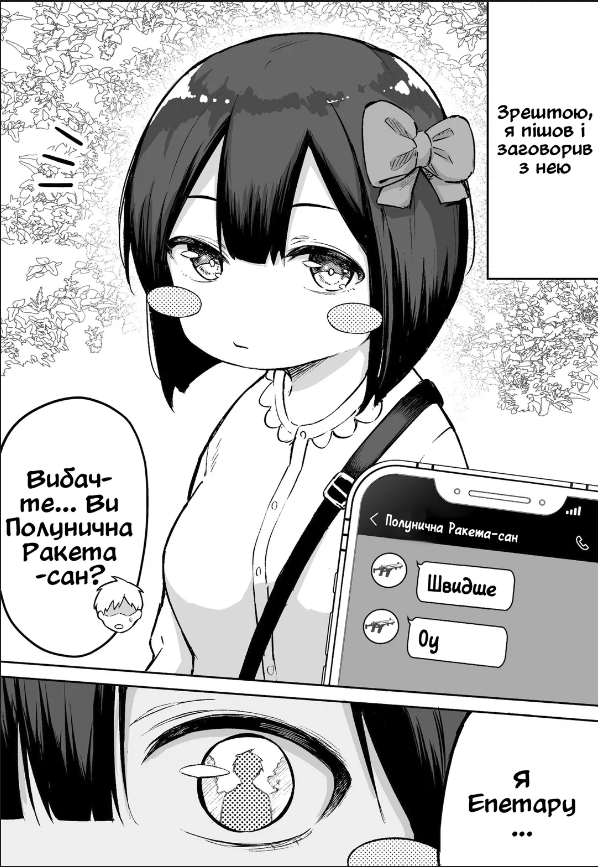 Зрештою,
я пішов і
заговорив
з нею
Вибач-
те... Ви
Полунична
Ракета
-сан?
Полунична Ракета-сан
Швидше
Оу
Я
Епетару
...